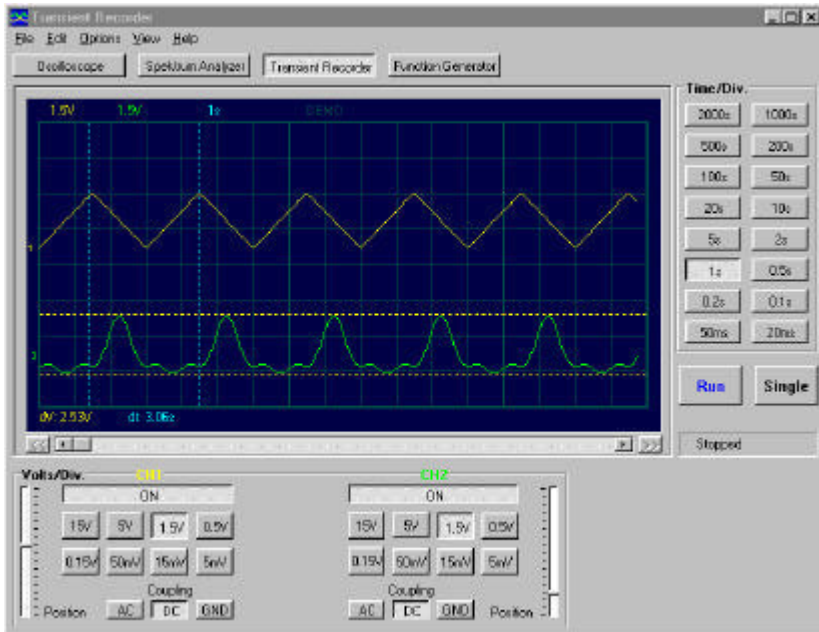 Transient Recorder
File Edit Options View Help
Oscilloscope Spektrum Analyzer Transient Recorder Function Generator
1.5V 1.5V 1s DEMO
dV: 2.53V dt: 3.06s
Time/Div.
2000s 1000s
500s 200s
100s 50s
20s 10s
5s 2s
1s 0.5s
0.2s 0.1s
50ms 20ms
Run Single
Stopped
Volts/Div. CH1
ON
15V 5V 1.5V 0.5V
0.15V 50mV 15mV 5mV
Coupling
Position AC DC GND
CH2
ON
15V 5V 1.5V 0.5V
0.15V 50mV 15mV 5mV
Coupling
AC DC GND Position